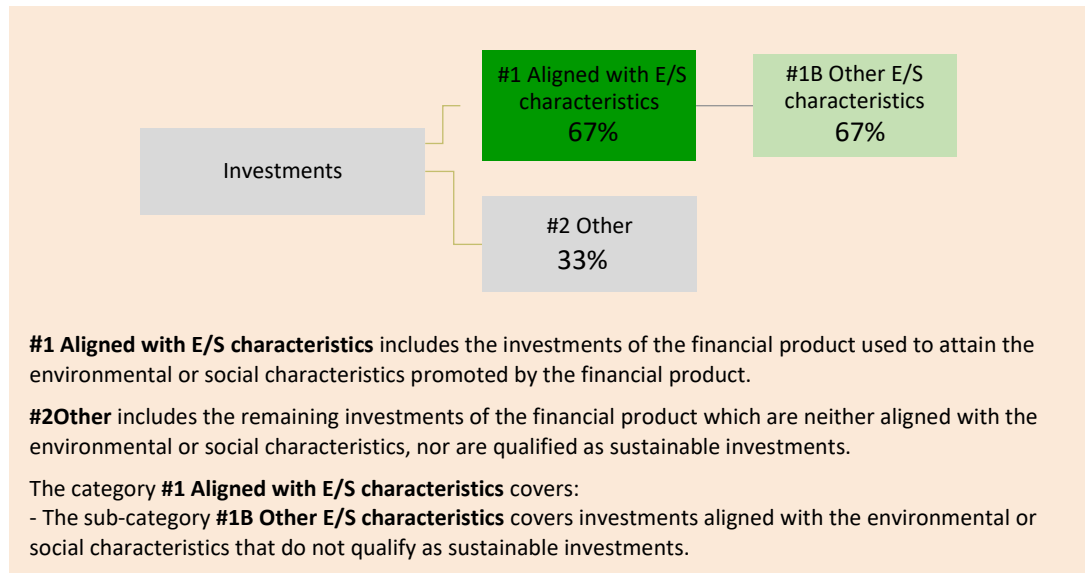 #1 Aligned with E/S
characteristics
67%
#1B Other E/S
characteristics
67%
Investments
#2 Other
33%
#1 Aligned with E/S characteristics includes the investments of the financial product used to attain the
environmental or social characteristics promoted by the financial product.
#2Other includes the remaining investments of the financial product which are neither aligned with the
environmental or social characteristics, nor are qualified as sustainable investments.
The category #1 Aligned with E/S characteristics covers:
- The sub-category #1B Other E/S characteristics covers investments aligned with the environmental or
social characteristics that do not qualify as sustainable investments.